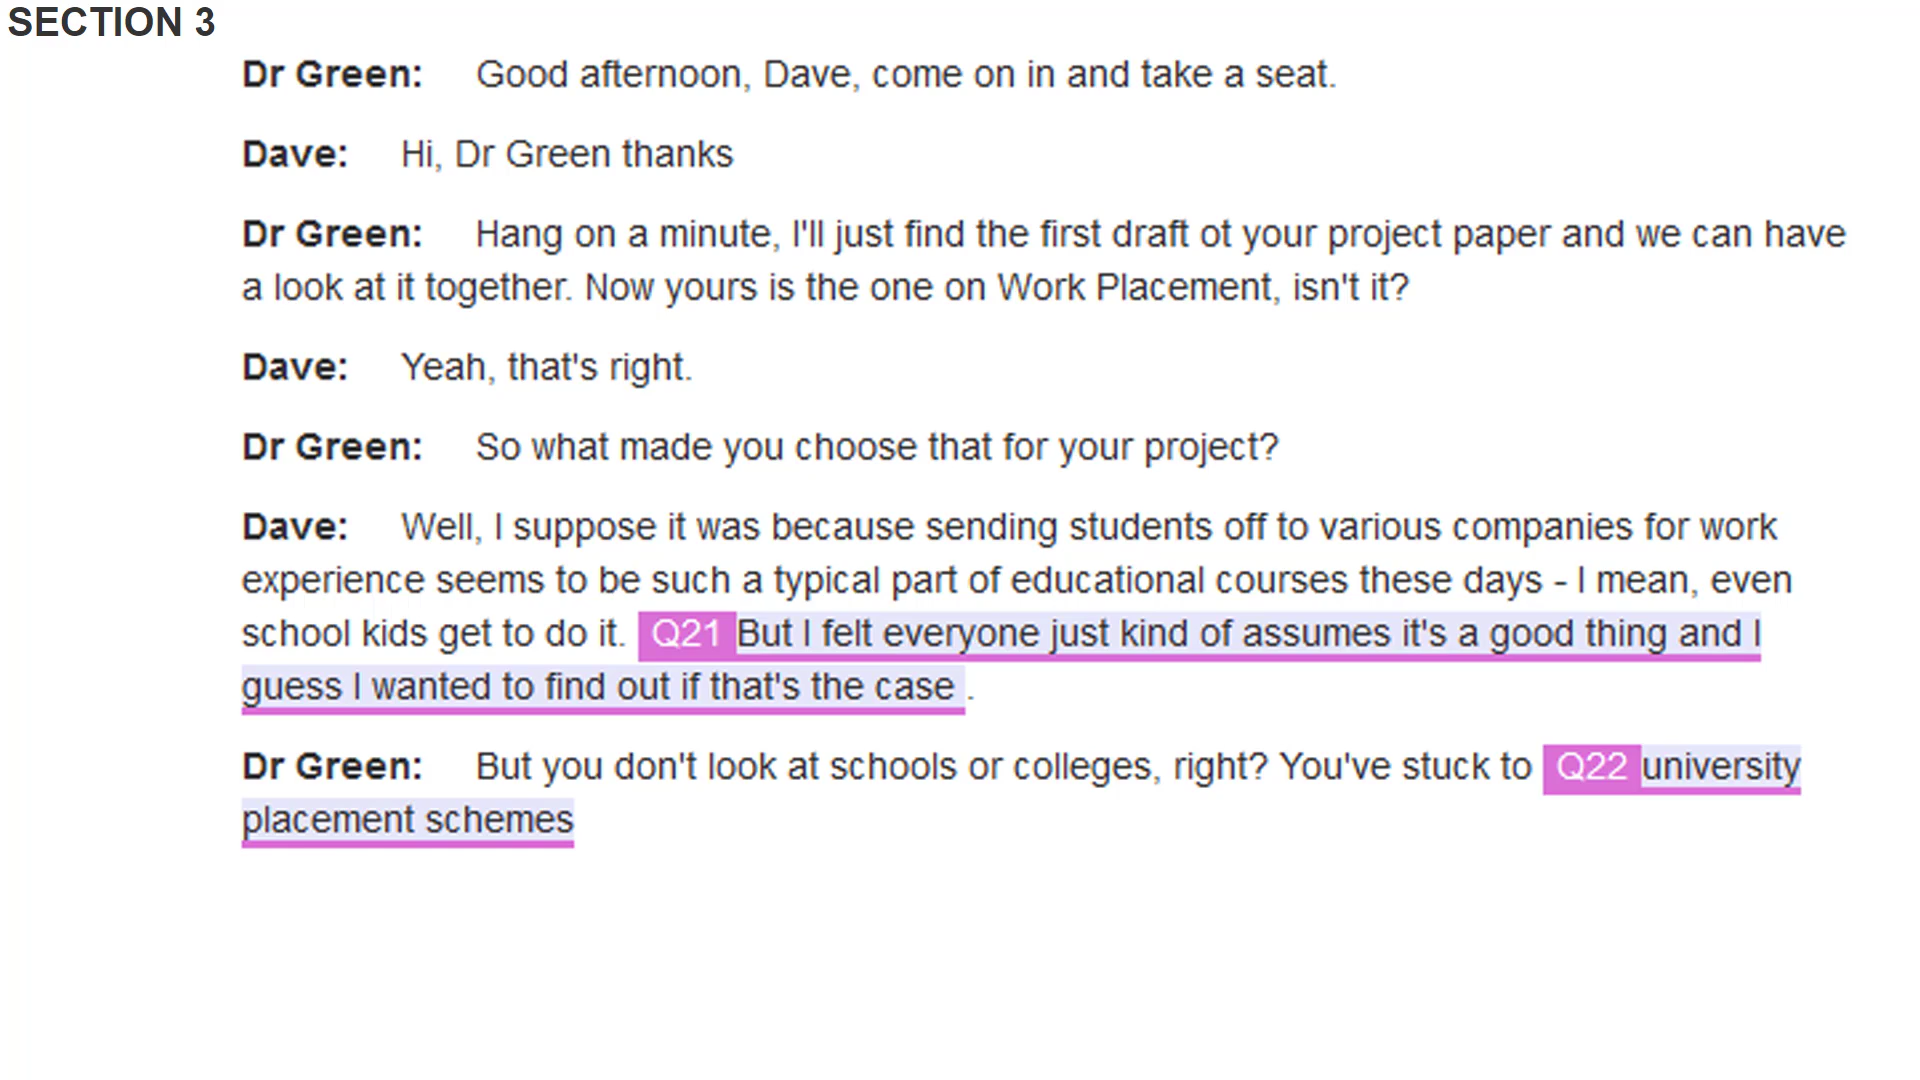 SECTION 3
Dr Green: Good afternoon, Dave, come on in and take a seat.
Dave: Hi, Dr Green thanks
Dr Green: Hang on a minute, I'll just find the first draft ot your project paper and we can have
a look at it together. Now yours is the one on Work Placement, isn't it?
Dave: Yeah, that's right.
Dr Green: So what made you choose that for your project?
Dave: Well, I suppose it was because sending students off to various companies for work
experience seems to be such a typical part of educational courses these days - I mean, even
school kids get to do it. Q21 But I felt everyone just kind of assumes it's a good thing and I
guess I wanted to find out if that's the case .
Dr Green: But you don't look at schools or colleges, right? You've stuck to Q22 university
placement schemes